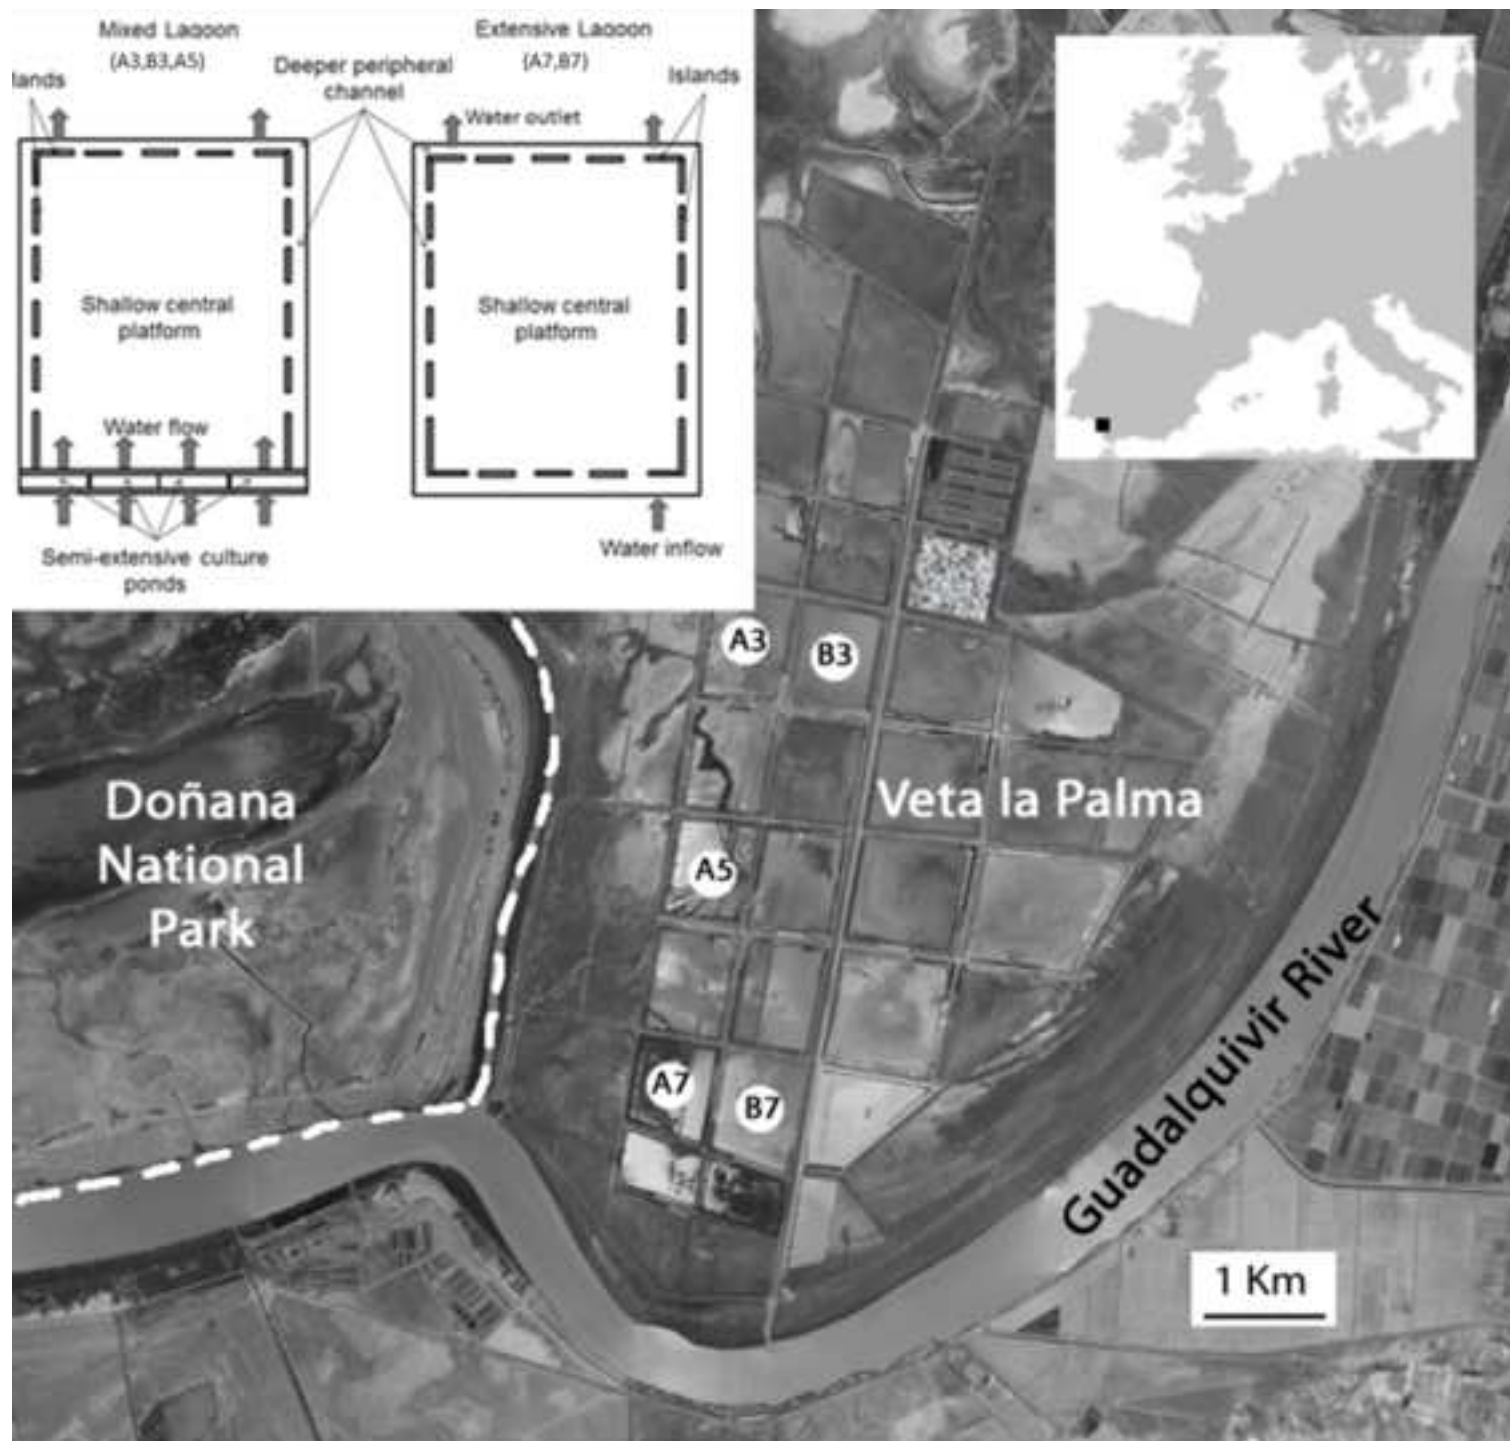 Mixed Lagoon
(A3,B3,A5)
Extensive Lagoon
(A7,B7)
lands
Deeper peripheral
channel
Islands
Water outlet
Shallow central
platform
Shallow central
platform
Water flow
Semi-extensive culture
ponds
Water inflow
A3
B3
Doñana
National
Park
Veta la Palma
A5
A7
B7
Guadalquivir River
1 Km